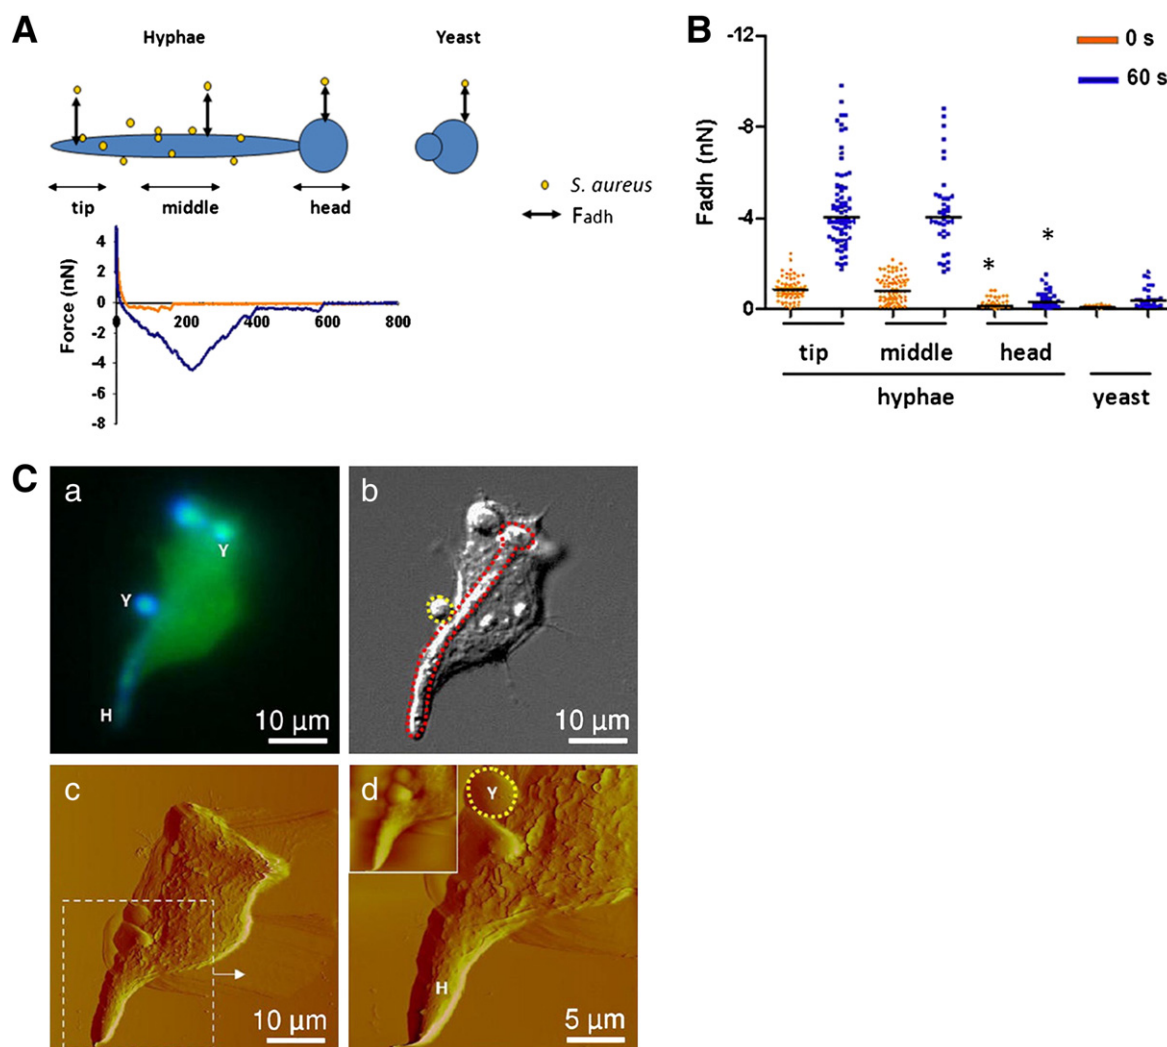 A
Hyphae
Yeast
tip
middle
head
S. aureus
Fadh
Force (nN)
4
2
0
-2
-4
-6
-8
0
200
400
600
800
B
0 s
60 s
Fadh (nN)
-12
-8
-4
0
*
*
tip
middle
head
hyphae
yeast
C
a
Y
Y
H
10 µm
b
10 µm
c
10 µm
d
Y
H
5 µm